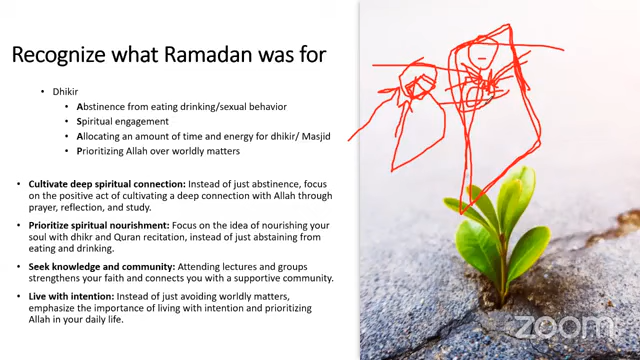 LIVESTREAM
Recognize what Ramadan was for
• Dhikir
• Abstinence from eating drinking/sexual behavior
• Spiritual engagement
• Allocating an amount of time and energy for dhikir/ Masjid
• Prioritizing Allah over worldly matters
• Cultivate deep spiritual connection: Instead of just abstinence, focus
on the positive act of cultivating a deep connection with Allah through
prayer, reflection, and study.
• Prioritize spiritual nourishment: Focus on the idea of nourishing your
soul with dhikr and Quran recitation, instead of just abstaining from
eating and drinking.
• Seek knowledge and community: Attending lectures and groups
strengthens your faith and connects you with a supportive community.
• Live with intention: Instead of just avoiding worldly matters,
emphasize the importance of living with intention and prioritizing
Allah in your daily life.
zoom